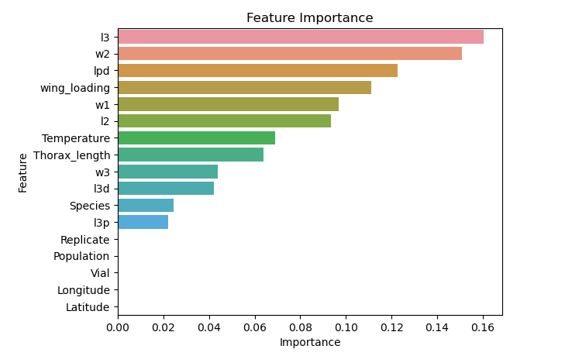 Feature Importance
l3
w2
lpd
wing_loading
w1
l2
Temperature
Thorax_length
w3
l3d
Species
l3p
Replicate
Population
Vial
Longitude
Latitude
Feature
0.00 0.02 0.04 0.06 0.08 0.10 0.12 0.14 0.16
Importance